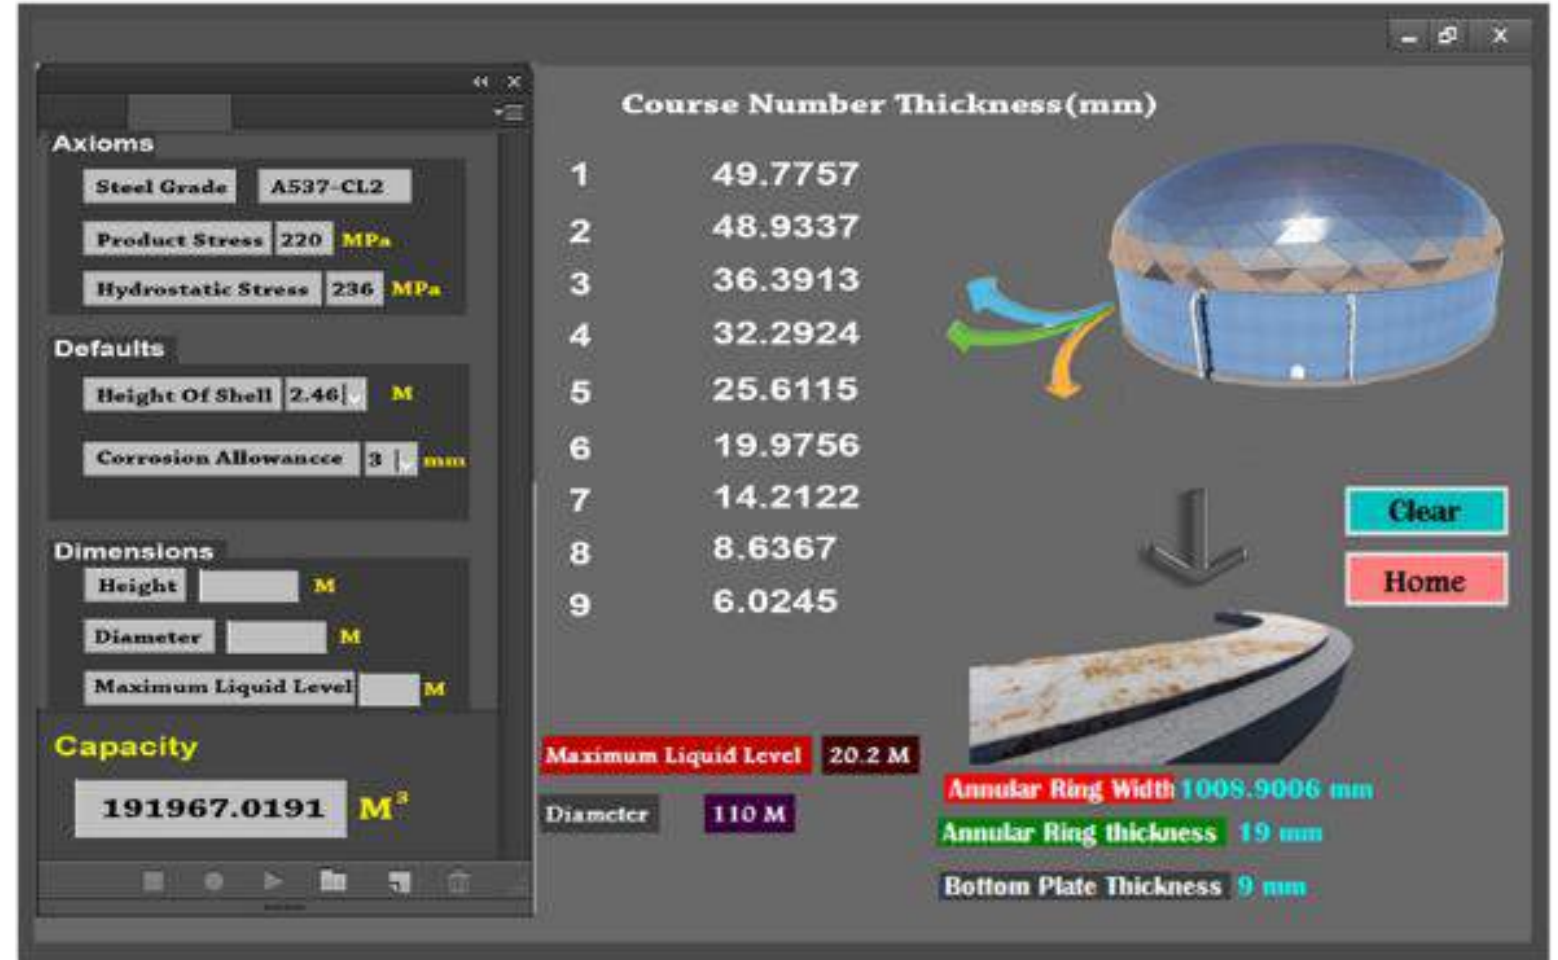 Axioms
Steel Grade A537-CL2
Product Stress 220 MPa
Hydrostatic Stress 236 MPa
Defaults
Height Of Shell 2.46 M
Corrosion Allowancce 3 mm
Dimensions
Height M
Diameter M
Maximum Liquid Level M
Capacity
191967.0191 M³
Course Number Thickness(mm)
1 49.7757
2 48.9337
3 36.3913
4 32.2924
5 25.6115
6 19.9756
7 14.2122
8 8.6367
9 6.0245
Maximum Liquid Level 20.2 M
Diameter 110 M
Clear
Home
Annular Ring Width 1008.9006 mm
Annular Ring thickness 19 mm
Bottom Plate Thickness 9 mm